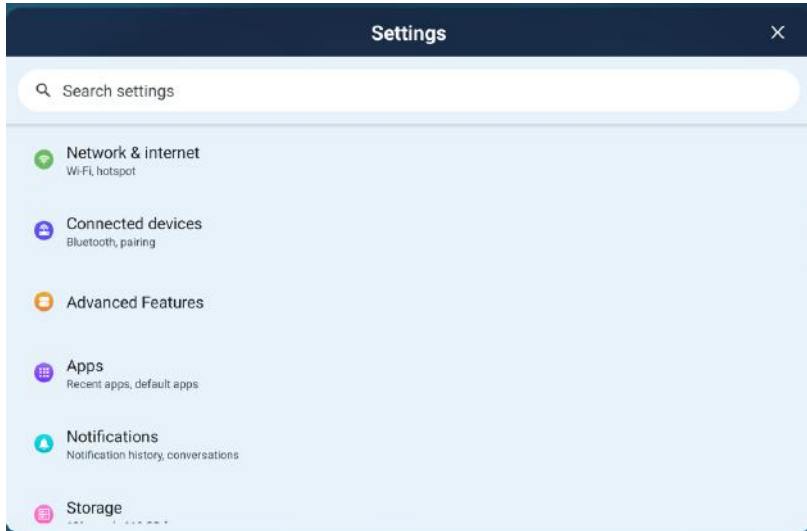 Settings
Search settings
Network & internet
Wi-Fi, hotspot
Connected devices
Bluetooth, pairing
Advanced Features
Apps
Recent apps, default apps
Notifications
Notification history, conversations
Storage